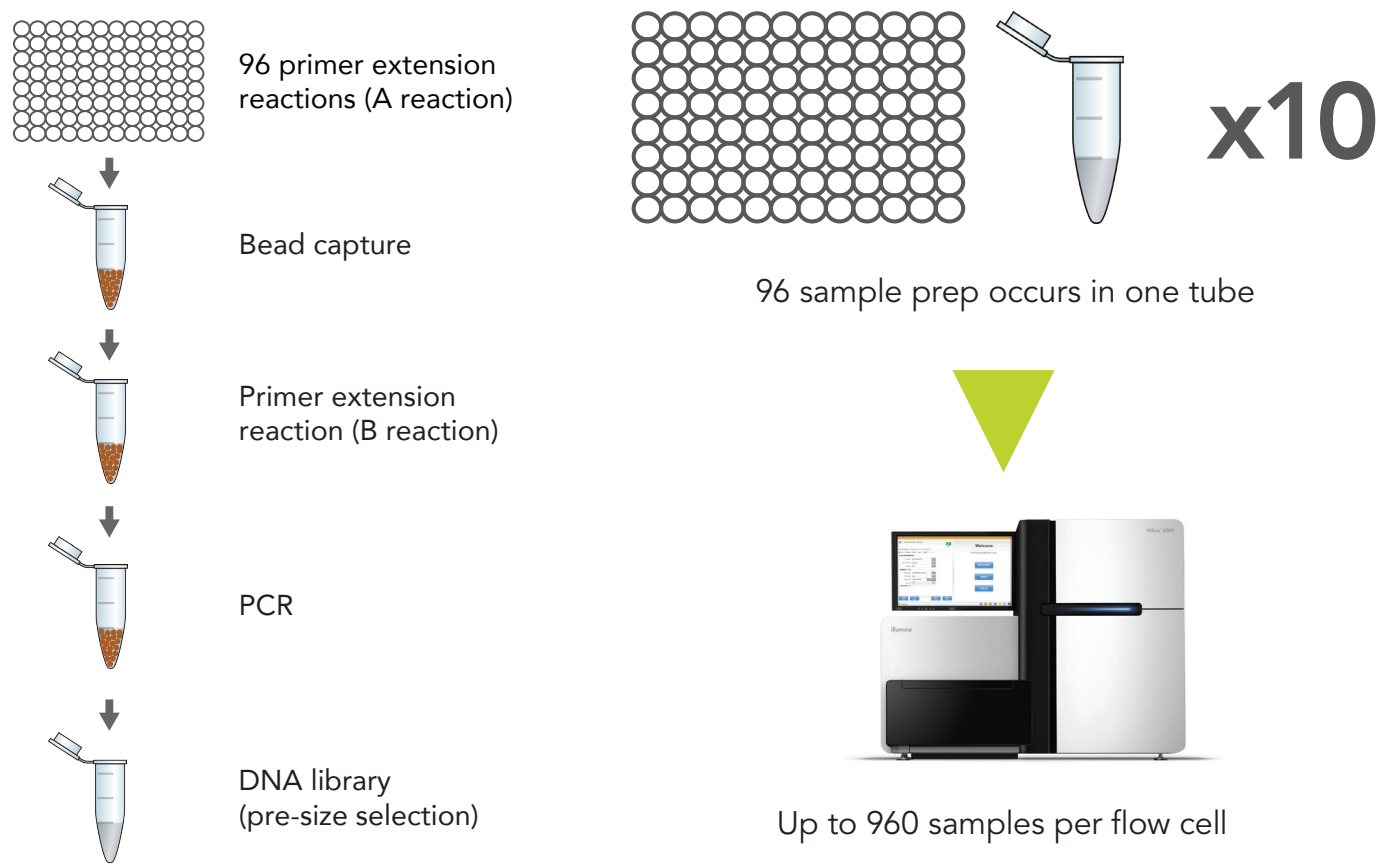 96 primer extension
reactions (A reaction)
Bead capture
Primer extension
reaction (B reaction)
PCR
DNA library
(pre-size selection)
x10
96 sample prep occurs in one tube
Welcome
illumina
Up to 960 samples per flow cell